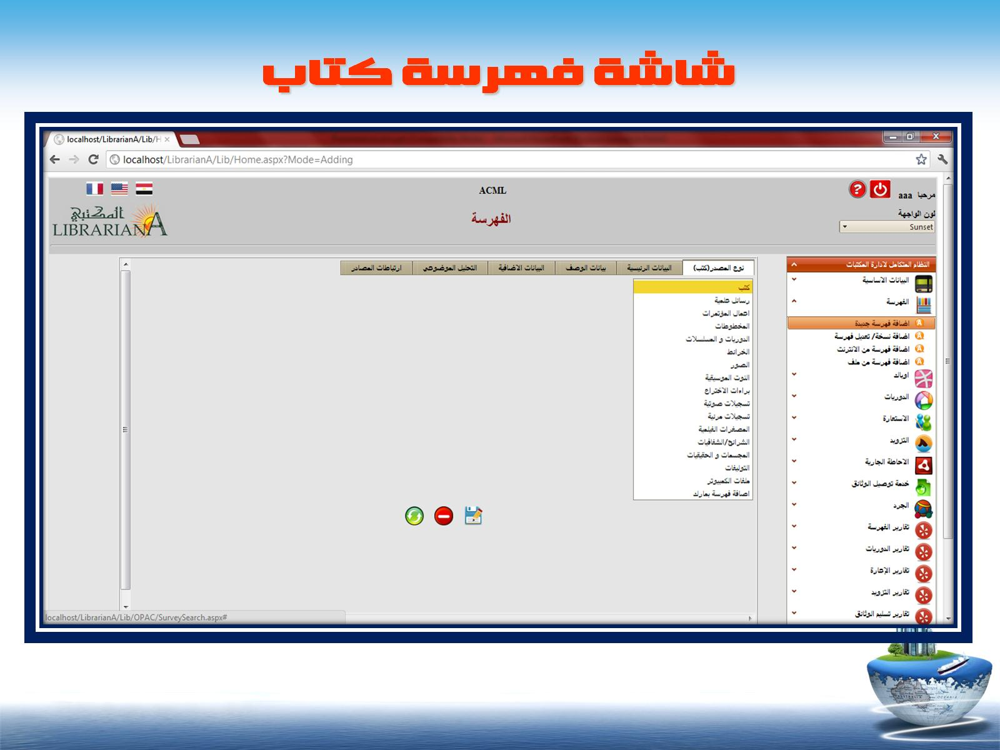 شاشة فهرسة كتاب
localhost/LibrarianA/Lib/H
localhost/LibrarianA/Lib/Home.aspx?Mode=Adding
مرحبا aaa
ACML
لون الواجهة
Sunset
الفهرسة
المكتبي
LIBRARIANA
النظام المتكامل لادارة المكتبات
البيانات الاساسية
الفهرسة
اضافة فهرسة جديدة
اضافة نسخة/ تعديل فهرسة
اضافة فهرسة من الانترنت
اضافة فهرسة من ملف
اوباك
الدوريات
الاستعارة
التزويد
الاحاطة الجارية
خدمة توصيل الوثائق
الجرد
تقارير الفهرسة
تقارير الدوريات
تقارير الإعارة
تقارير التزويد
تقارير تسليم الوثائق
نوع المصدر(كتب)
البيانات الرئيسية
بيانات الوصف
البيانات الاضافية
التحليل الموضوعي
ارتباطات المصادر
كتب
رسائل علمية
اعمال المؤتمرات
المخطوطات
الدوريات و المسلسلات
الخرائط
الصور
النوت الموسيقية
براءات الاختراع
تسجيلات صوتية
تسجيلات مرئية
المصغرات الفيلمية
الشرائح/الشفافيات
المجسمات و الحقيقيات
التوليفات
ملفات الكمبيوتر
اضافة فهرسة بمارك
localhost/LibrarianA/Lib/OPAC/SurveySearch.aspx#
AUSTRALIA
OCEANIA